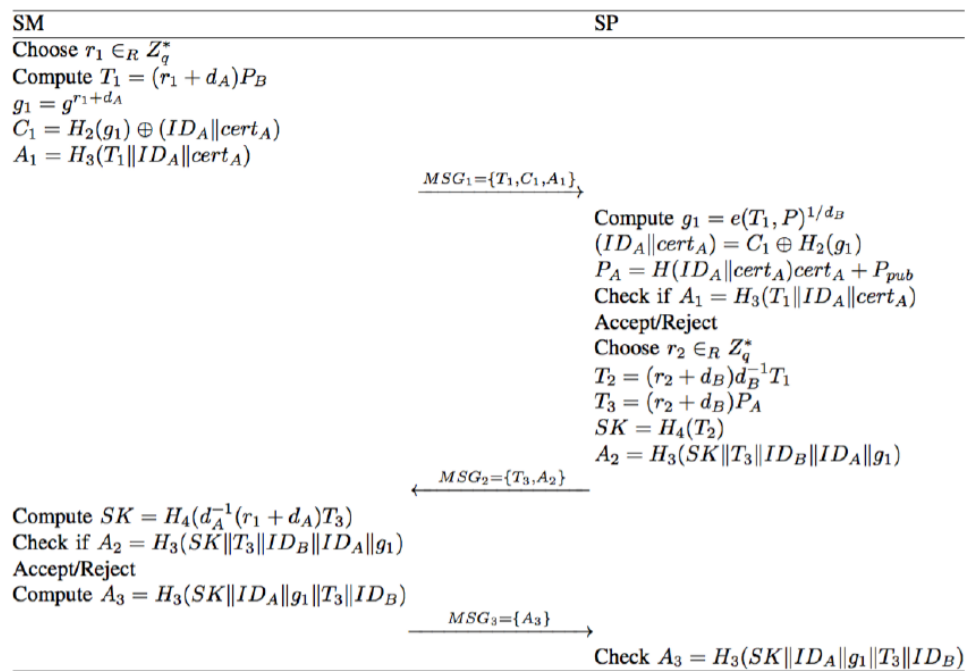 SM SP
Choose r₁ ∈_R Z*_q
Compute T₁ = (r₁ + d_A)P_B
g₁ = g^{r₁+d_A}
C₁ = H₂(g₁) ⊕ (ID_A‖cert_A)
A₁ = H₃(T₁‖ID_A‖cert_A)
MSG₁={T₁,C₁,A₁}
Compute g₁ = e(T₁, P)^{1/d_B}
(ID_A‖cert_A) = C₁ ⊕ H₂(g₁)
P_A = H(ID_A‖cert_A)cert_A + P_{pub}
Check if A₁ = H₃(T₁‖ID_A‖cert_A)
Accept/Reject
Choose r₂ ∈_R Z*_q
T₂ = (r₂ + d_B)d_B^{-1}T₁
T₃ = (r₂ + d_B)P_A
SK = H₄(T₂)
A₂ = H₃(SK‖T₃‖ID_B‖ID_A‖g₁)
MSG₂={T₃,A₂}
Compute SK = H₄(d_A^{-1}(r₁ + d_A)T₃)
Check if A₂ = H₃(SK‖T₃‖ID_B‖ID_A‖g₁)
Accept/Reject
Compute A₃ = H₃(SK‖ID_A‖g₁‖T₃‖ID_B)
MSG₃={A₃}
Check A₃ = H₃(SK‖ID_A‖g₁‖T₃‖ID_B)